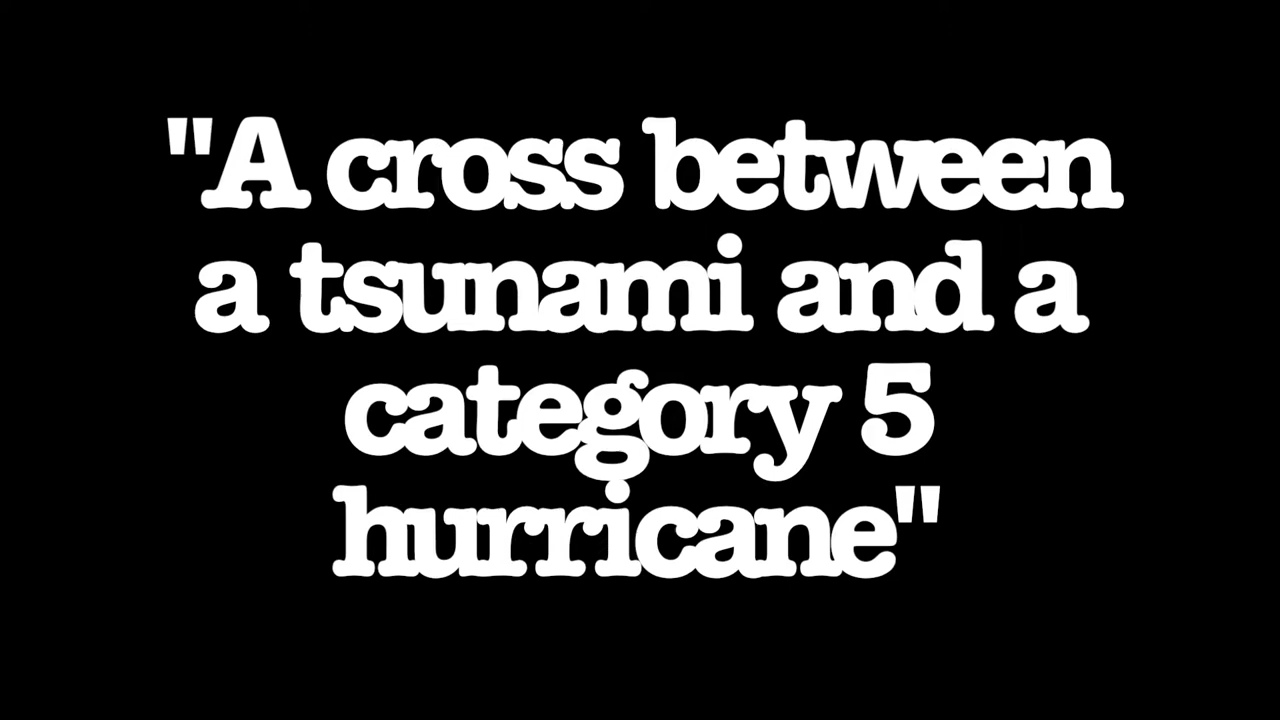 "A cross between
a tsunami and a
category 5
hurricane"